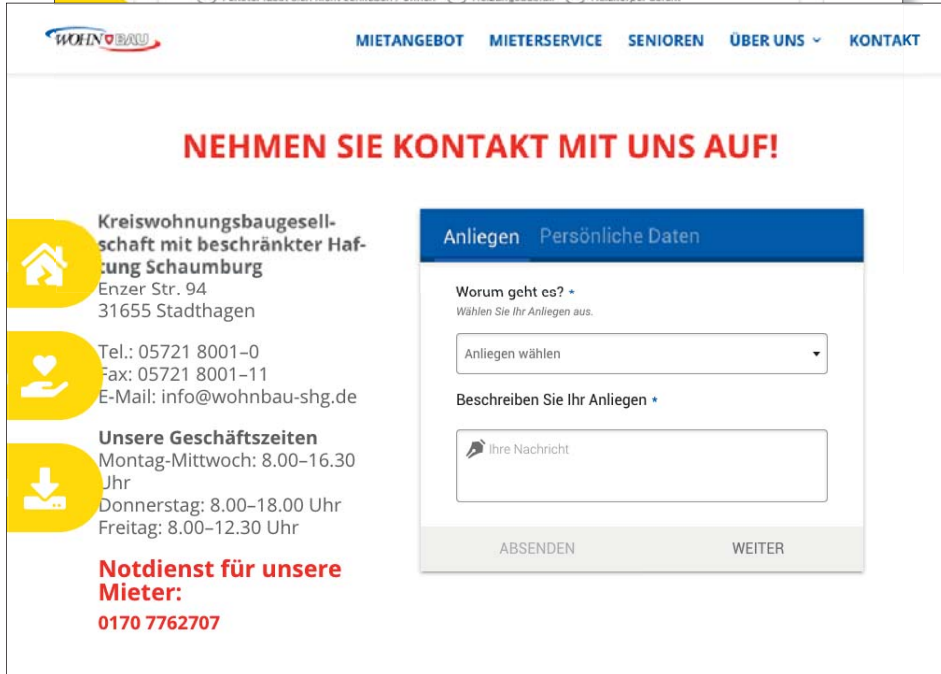 WOHN BAU
MIETANGEBOT MIETERSERVICE SENIOREN ÜBER UNS KONTAKT
NEHMEN SIE KONTAKT MIT UNS AUF!
Kreiswohnungsbaugesell-
schaft mit beschränkter Haf-
tung Schaumburg
Enzer Str. 94
31655 Stadthagen
Tel.: 05721 8001–0
Fax: 05721 8001–11
E-Mail: info@wohnbau-shg.de
Unsere Geschäftszeiten
Montag-Mittwoch: 8.00–16.30
Uhr
Donnerstag: 8.00–18.00 Uhr
Freitag: 8.00–12.30 Uhr
Notdienst für unsere
Mieter:
0170 7762707
Anliegen Persönliche Daten
Worum geht es? *
Wählen Sie Ihr Anliegen aus.
Anliegen wählen
Beschreiben Sie Ihr Anliegen *
Ihre Nachricht
ABSENDEN WEITER